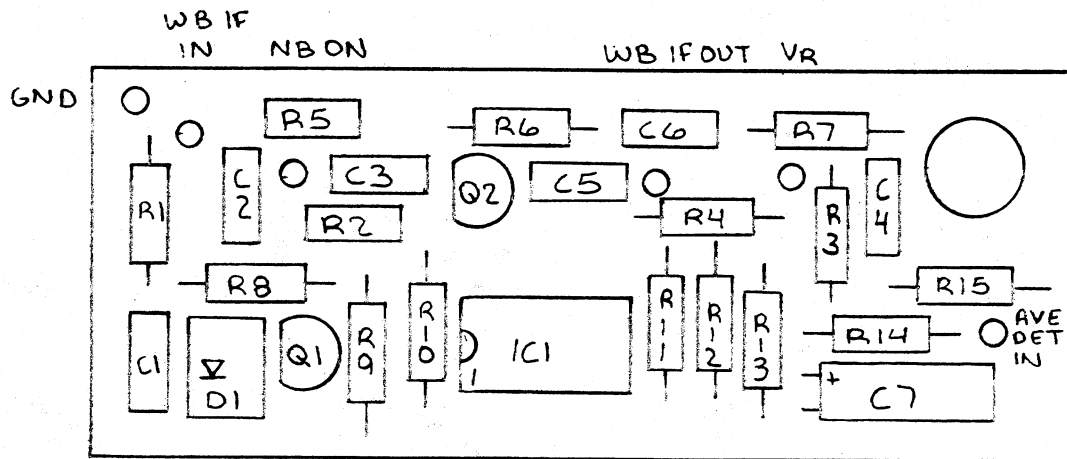 WB IF
IN NB ON WB IF OUT VR
GND
R5 R6 C6 R7
R1 C2 C3 Q2 C5 R3 C4
R2 R4
R8 R15
C1 D1 Q1 R9 R10 1 IC1 R11 R12 R13 R14 AVE
DET
IN
+ C7